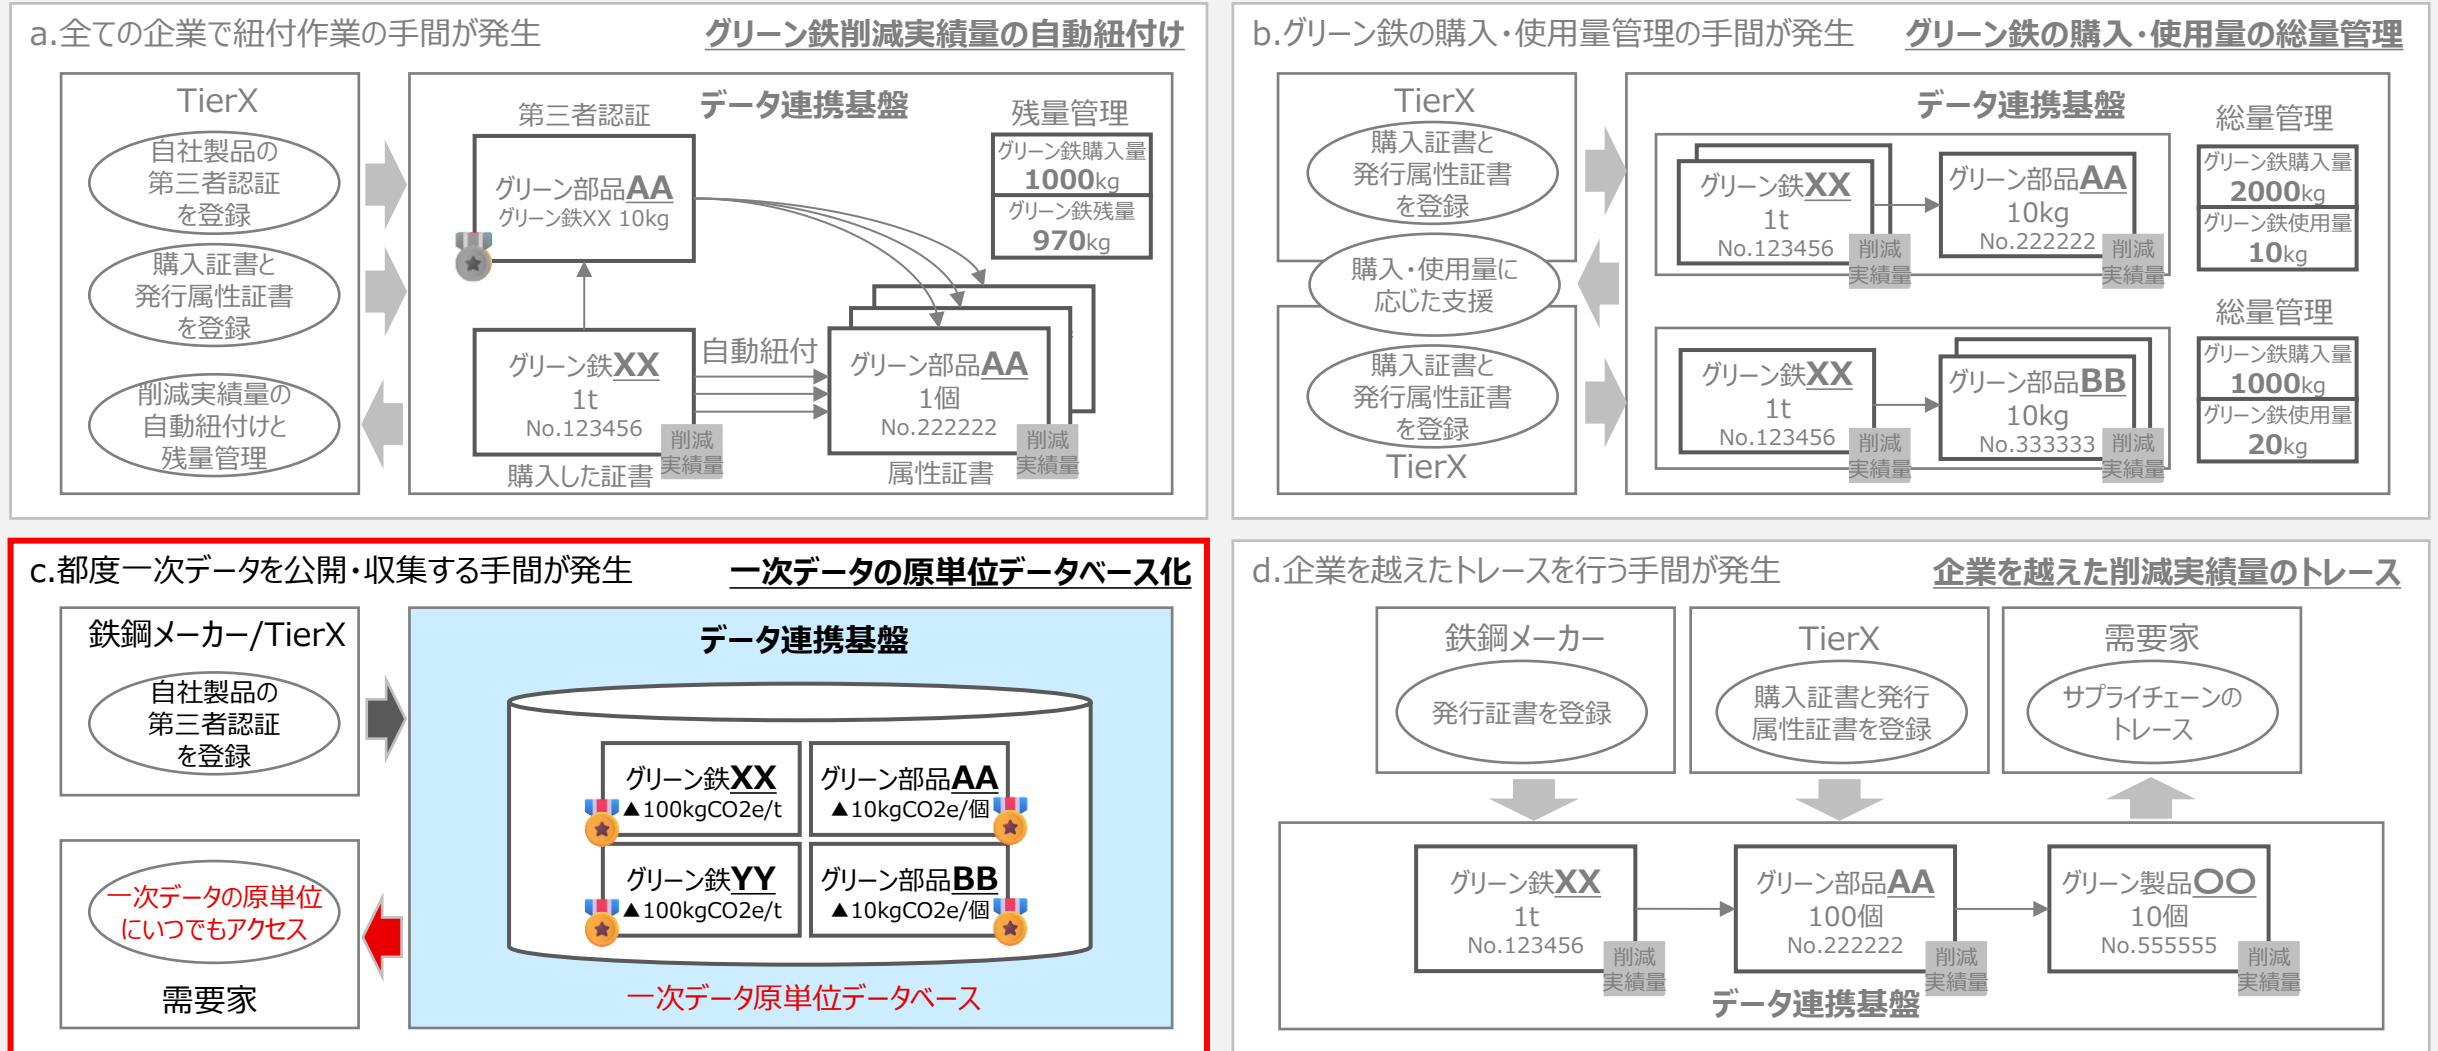 a.全ての企業で紐付作業の手間が発生
グリーン鉄削減実績量の自動紐付け
TierX
自社製品の
第三者認証
を登録
購入証書と
発行属性証書
を登録
削減実績量の
自動紐付けと
残量管理
データ連携基盤
第三者認証
グリーン部品AA
グリーン鉄XX 10kg
残量管理
グリーン鉄購入量
1000kg
グリーン鉄残量
970kg
グリーン鉄XX
1t
No.123456
削減
実績量
購入した証書
自動紐付
グリーン部品AA
1個
No.222222
削減
実績量
属性証書
b.グリーン鉄の購入・使用量管理の手間が発生
グリーン鉄の購入・使用量の総量管理
TierX
購入証書と
発行属性証書
を登録
購入・使用量に
応じた支援
購入証書と
発行属性証書
を登録
TierX
データ連携基盤
グリーン鉄XX
1t
No.123456
削減
実績量
グリーン部品AA
10kg
No.222222
削減
実績量
総量管理
グリーン鉄購入量
2000kg
グリーン鉄使用量
10kg
グリーン鉄XX
1t
No.123456
削減
実績量
グリーン部品BB
10kg
No.333333
削減
実績量
総量管理
グリーン鉄購入量
1000kg
グリーン鉄使用量
20kg
c.都度一次データを公開・収集する手間が発生
一次データの原単位データベース化
鉄鋼メーカー/TierX
自社製品の
第三者認証
を登録
一次データの原単位
にいつでもアクセス
需要家
データ連携基盤
グリーン鉄XX
▲100kgCO2e/t
グリーン部品AA
▲10kgCO2e/個
グリーン鉄YY
▲100kgCO2e/t
グリーン部品BB
▲10kgCO2e/個
一次データ原単位データベース
d.企業を越えたトレースを行う手間が発生
企業を越えた削減実績量のトレース
鉄鋼メーカー
発行証書を登録
TierX
購入証書と発行
属性証書を登録
需要家
サプライチェーンの
トレース
グリーン鉄XX
1t
No.123456
削減
実績量
グリーン部品AA
100個
No.222222
削減
実績量
グリーン製品〇〇
10個
No.555555
削減
実績量
データ連携基盤